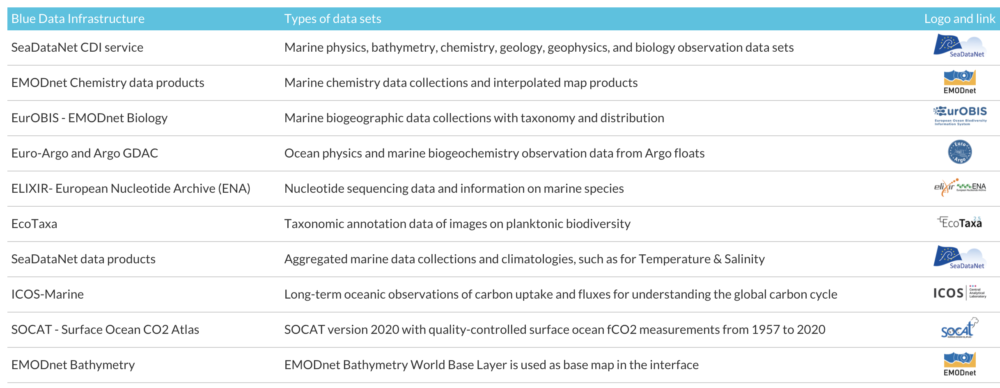 Blue Data Infrastructure Types of data sets Logo and link
SeaDataNet CDI service Marine physics, bathymetry, chemistry, geology, geophysics, and biology observation data sets SeaDataNet
EMODnet Chemistry data products Marine chemistry data collections and interpolated map products EMODnet
EurOBIS - EMODnet Biology Marine biogeographic data collections with taxonomy and distribution EurOBIS
European Ocean Biodiversity
Information System
Euro-Argo and Argo GDAC Ocean physics and marine biogeochemistry observation data from Argo floats Euro
Argo
ELIXIR- European Nucleotide Archive (ENA) Nucleotide sequencing data and information on marine species elixir ENA
European Nucleotide Archive
EcoTaxa Taxonomic annotation data of images on planktonic biodiversity EcoTaxa 2.5
SeaDataNet data products Aggregated marine data collections and climatologies, such as for Temperature & Salinity SeaDataNet
ICOS-Marine Long-term oceanic observations of carbon uptake and fluxes for understanding the global carbon cycle ICOS
Central
Analytical
Laboratory
SOCAT - Surface Ocean CO2 Atlas SOCAT version 2020 with quality-controlled surface ocean fCO2 measurements from 1957 to 2020 SOCAT
SURFACE OCEAN CO₂ ATLAS
EMODnet Bathymetry EMODnet Bathymetry World Base Layer is used as base map in the interface EMODnet